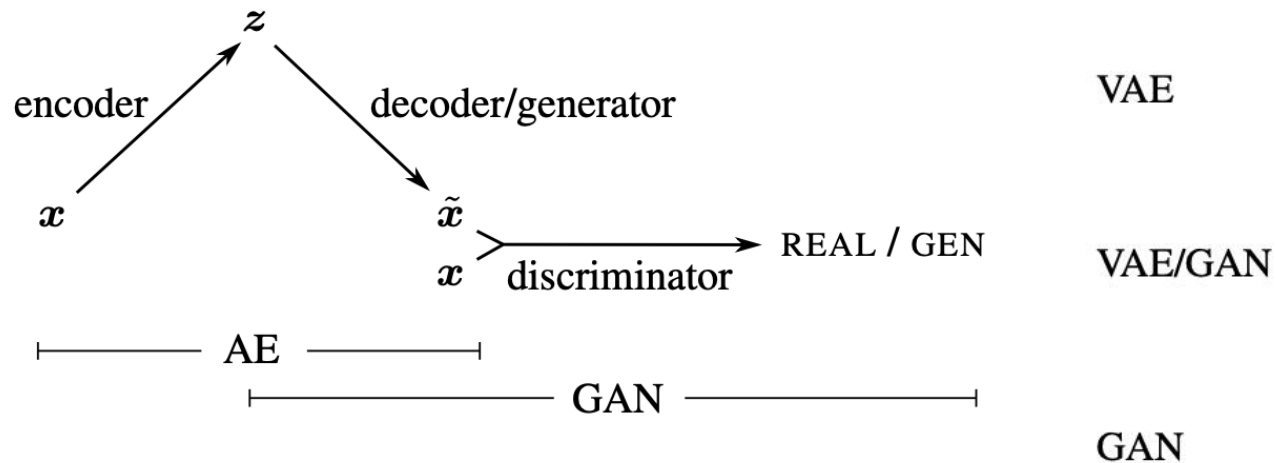 z
encoder
decoder/generator
VAE
x
x̃
x
REAL / GEN
discriminator
VAE/GAN
AE
GAN
GAN